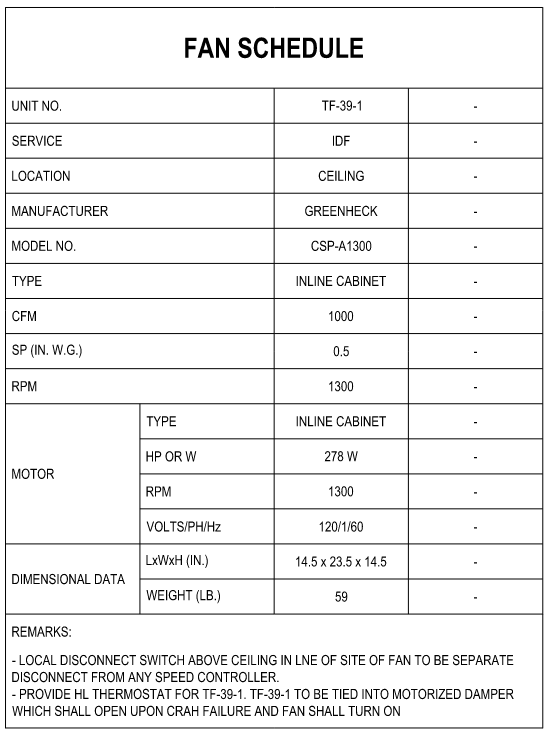 FAN SCHEDULE
UNIT NO. TF-39-1 -
SERVICE IDF -
LOCATION CEILING -
MANUFACTURER GREENHECK -
MODEL NO. CSP-A1300 -
TYPE INLINE CABINET -
CFM 1000 -
SP (IN. W.G.) 0.5 -
RPM 1300 -
MOTOR
TYPE INLINE CABINET -
HP OR W 278 W -
RPM 1300 -
VOLTS/PH/Hz 120/1/60 -
DIMENSIONAL DATA
LxWxH (IN.) 14.5 x 23.5 x 14.5 -
WEIGHT (LB.) 59 -
REMARKS:
- LOCAL DISCONNECT SWITCH ABOVE CEILING IN LNE OF SITE OF FAN TO BE SEPARATE
DISCONNECT FROM ANY SPEED CONTROLLER.
- PROVIDE HL THERMOSTAT FOR TF-39-1. TF-39-1 TO BE TIED INTO MOTORIZED DAMPER
WHICH SHALL OPEN UPON CRAH FAILURE AND FAN SHALL TURN ON